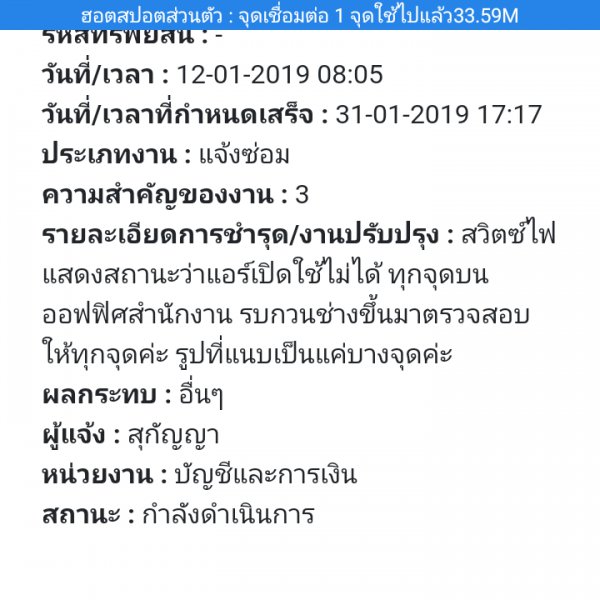 ฮอตสปอตส่วนตัว : จุดเชื่อมต่อ 1 จุดใช้ไปแล้ว33.59M
รหัสทรัพย์สิน : -
วันที่/เวลา : 12-01-2019 08:05
วันที่/เวลาที่กำหนดเสร็จ : 31-01-2019 17:17
ประเภทงาน : แจ้งซ่อม
ความสำคัญของงาน : 3
รายละเอียดการชำรุด/งานปรับปรุง : สวิตซ์ไฟ
แสดงสถานะว่าแอร์เปิดใช้ไม่ได้ ทุกจุดบน
ออฟฟิศสำนักงาน รบกวนช่างขึ้นมาตรวจสอบ
ให้ทุกจุดค่ะ รูปที่แนบเป็นแค่บางจุดค่ะ
ผลกระทบ : อื่นๆ
ผู้แจ้ง : สุกัญญา
หน่วยงาน : บัญชีและการเงิน
สถานะ : กำลังดำเนินการ